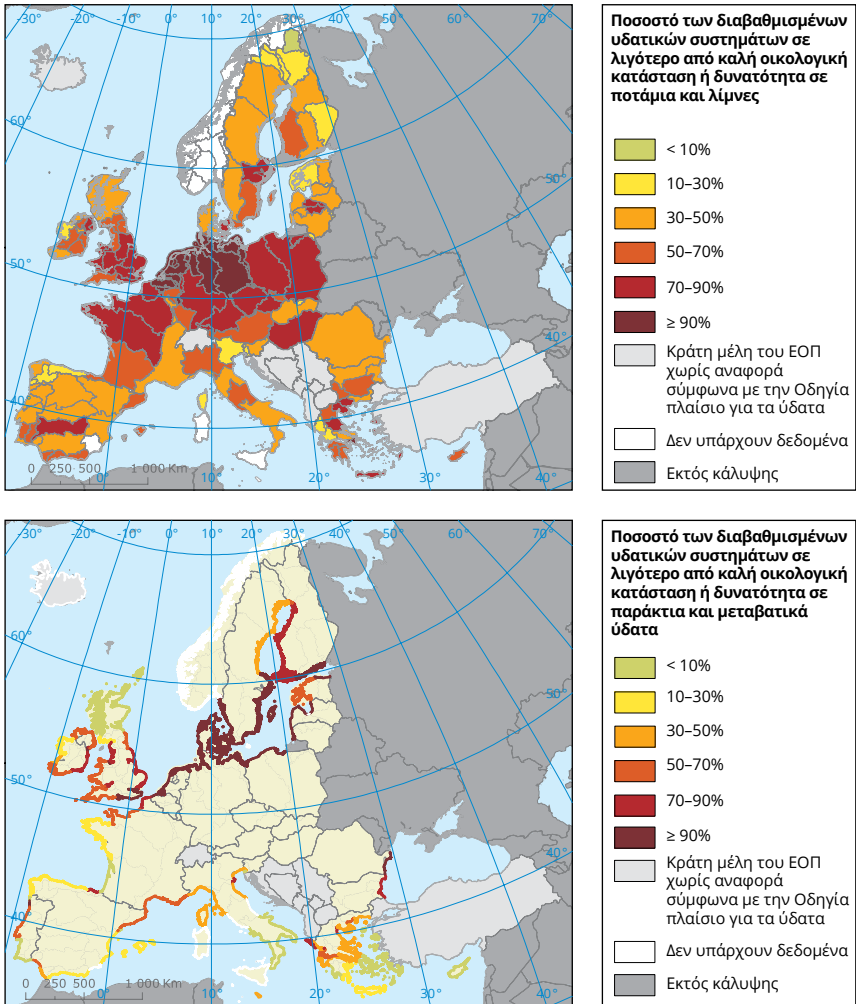 -30°
-20°
-10°
0°
10°
20°
30°
40°
50°
60°
70°
60°
50°
50°
40°
40°
0 250 500 1 000 Km
10°
20°
30°
40°
Ποσοστό των διαβαθμισμένων
υδατικών συστημάτων σε
λιγότερο από καλή οικολογική
κατάσταση ή δυνατότητα σε
ποτάμια και λίμνες
< 10%
10–30%
30–50%
50–70%
70–90%
≥ 90%
Κράτη μέλη του ΕΟΠ
χωρίς αναφορά
σύμφωνα με την Οδηγία
πλαίσιο για τα ύδατα
Δεν υπάρχουν δεδομένα
Εκτός κάλυψης
-30°
-20°
-10°
0°
10°
20°
30°
40°
50°
60°
70°
60°
50°
50°
40°
40°
0 250 500 1 000 Km
10°
20°
30°
40°
Ποσοστό των διαβαθμισμένων
υδατικών συστημάτων σε
λιγότερο από καλή οικολογική
κατάσταση ή δυνατότητα σε
παράκτια και μεταβατικά
ύδατα
< 10%
10–30%
30–50%
50–70%
70–90%
≥ 90%
Κράτη μέλη του ΕΟΠ
χωρίς αναφορά
σύμφωνα με την Οδηγία
πλαίσιο για τα ύδατα
Δεν υπάρχουν δεδομένα
Εκτός κάλυψης